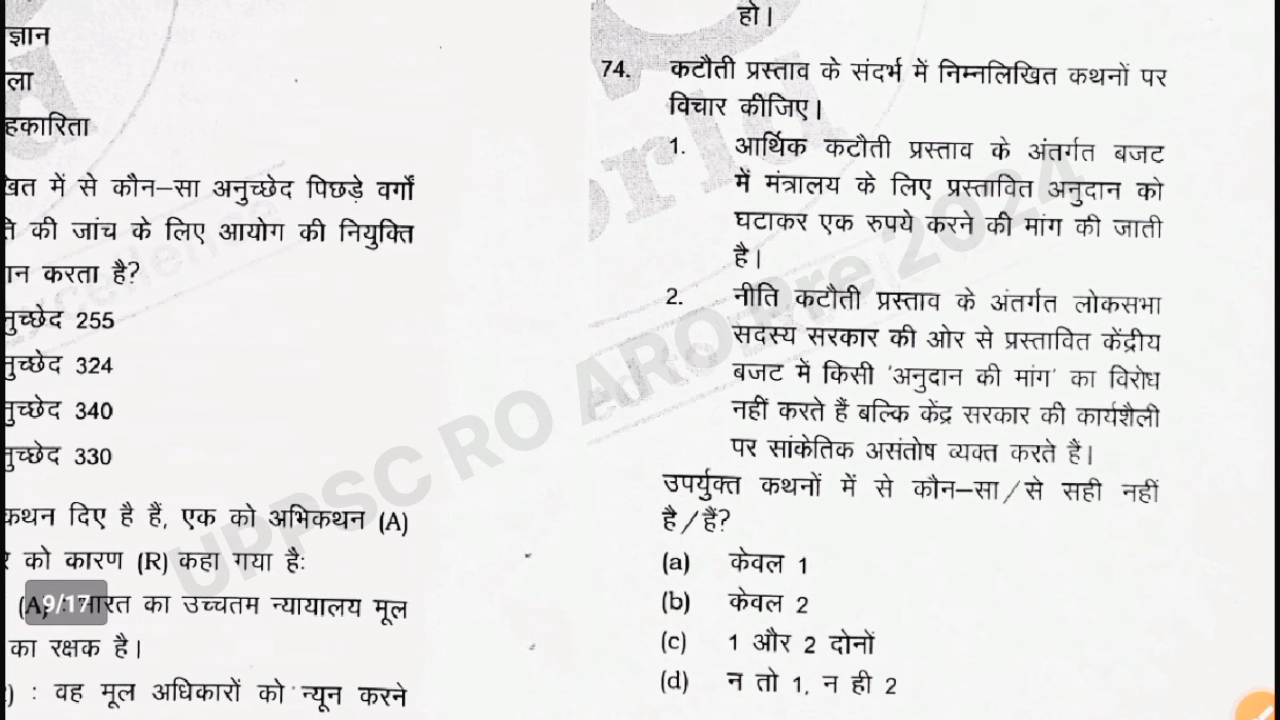 ज्ञान
ला
हकारिता
में से कौन–सा अनुच्छेद पिछड़े वर्गों
की जांच के लिए आयोग की नियुक्ति
करता है?
255
324
340
330
कथन दिए है हैं, एक को अभिकथन (A)
को कारण (R) कहा गया है:
(A) : भारत का उच्चतम न्यायालय मूल
का रक्षक है।
) : वह मूल अधिकारों को न्यून करने
9/17
हो।
74. कटौती प्रस्ताव के संदर्भ में निम्नलिखित कथनों पर
विचार कीजिए।
1. आर्थिक कटौती प्रस्ताव के अंतर्गत बजट
में मंत्रालय के लिए प्रस्तावित अनुदान को
घटाकर एक रुपये करने की मांग की जाती
है।
2. नीति कटौती प्रस्ताव के अंतर्गत लोकसभा
सदस्य सरकार की ओर से प्रस्तावित केंद्रीय
बजट में किसी 'अनुदान की मांग' का विरोध
नहीं करते हैं बल्कि केंद्र सरकार की कार्यशैली
पर सांकेतिक असंतोष व्यक्त करते हैं।
उपर्युक्त कथनों में से कौन–सा/से सही नहीं
है/हैं?
(a) केवल 1
(b) केवल 2
(c) 1 और 2 दोनों
(d) न तो 1, न ही 2
UPPSC RO ARO Pre 2024